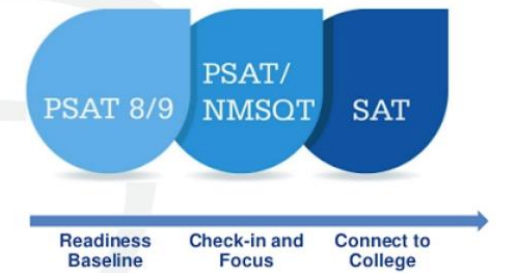 PSAT 8/9
PSAT/
NMSQT
SAT
Readiness
Baseline
Check-in and
Focus
Connect to
College